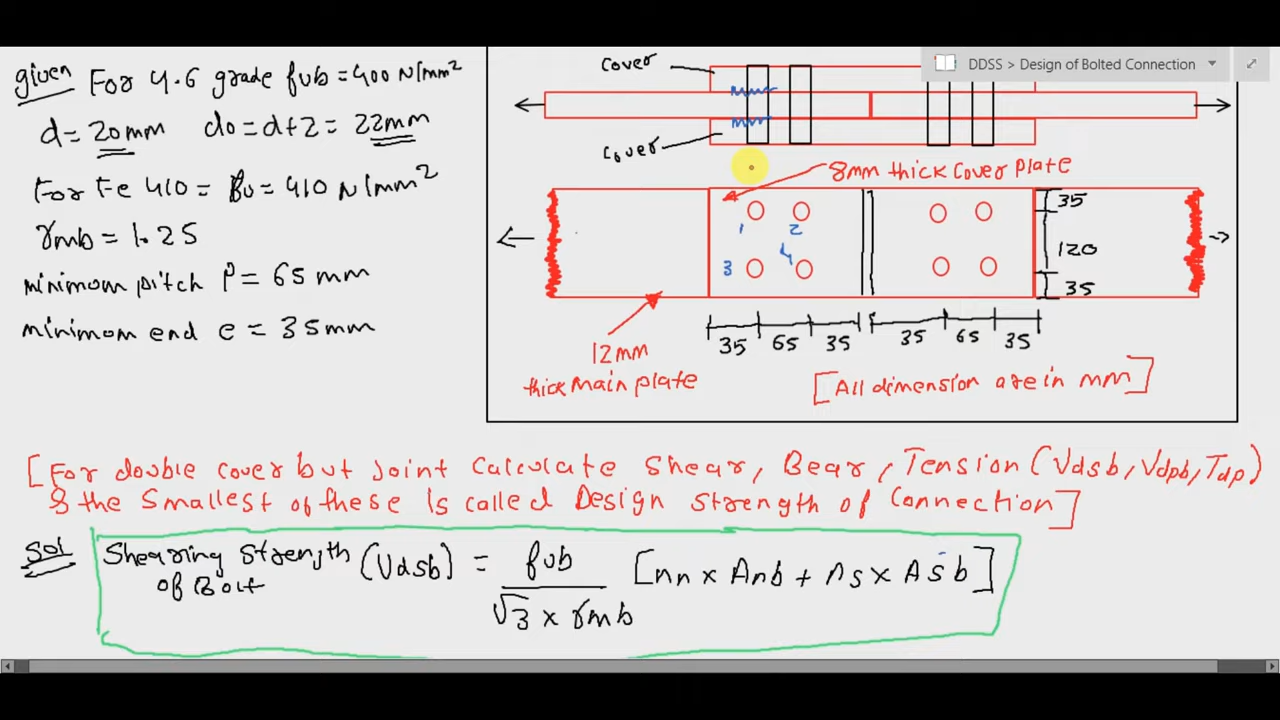 DDSS > Design of Bolted Connection
given For 4.6 grade fub = 400 N/mm²
d = 20mm do = d+2 = 22mm
For Fe 410 = fu = 410 N/mm²
γmb = 1.25
minimum pitch P = 65 mm
minimum end e = 35mm
cover
cover
8mm thick cover plate
1 2
3 4
35
120
35
35 65 35 35 65 35
12mm
thick main plate
[All dimension are in mm]
[For double cover but joint calculate Shear, Bear, Tension (Vdsb, Vdpb, Tdp)
& the smallest of these is called Design strength of connection]
Sol Shearing strength (Vdsb) = fub [nn x Anb + ns x Asb]
of Bolt √3 x γmb